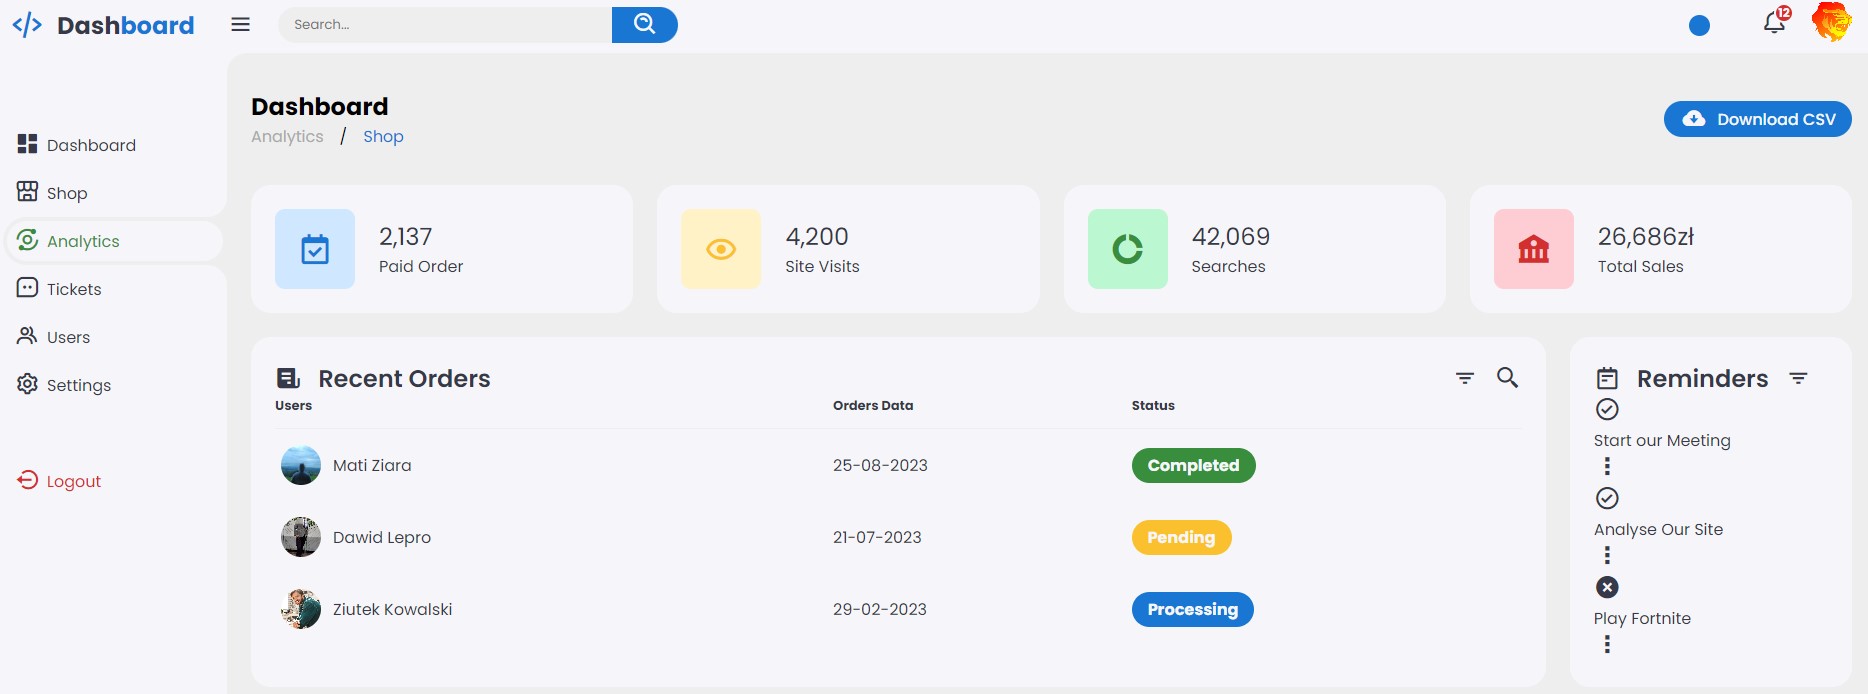 </> Dashboard
Search...
12
Dashboard
Shop
Analytics
Tickets
Users
Settings
Logout
Dashboard
Analytics / Shop
Download CSV
2,137
Paid Order
4,200
Site Visits
42,069
Searches
26,686zł
Total Sales
Recent Orders
Users Orders Data Status
Mati Ziara 25-08-2023 Completed
Dawid Lepro 21-07-2023 Pending
Ziutek Kowalski 29-02-2023 Processing
Reminders
Start our Meeting
Analyse Our Site
Play Fortnite